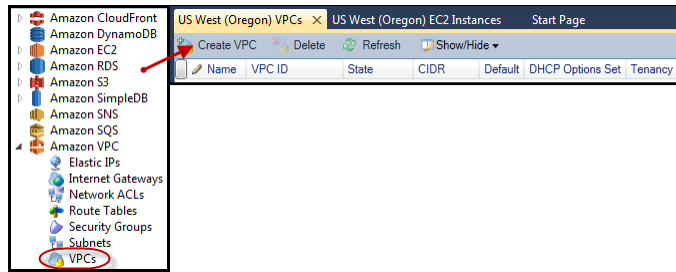 Amazon CloudFront
Amazon DynamoDB
Amazon EC2
Amazon RDS
Amazon S3
Amazon SimpleDB
Amazon SNS
Amazon SQS
Amazon VPC
Elastic IPs
Internet Gateways
Network ACLs
Route Tables
Security Groups
Subnets
VPCs
US West (Oregon) VPCs US West (Oregon) EC2 Instances Start Page
Create VPC Delete Refresh Show/Hide
Name VPC ID State CIDR Default DHCP Options Set Tenancy